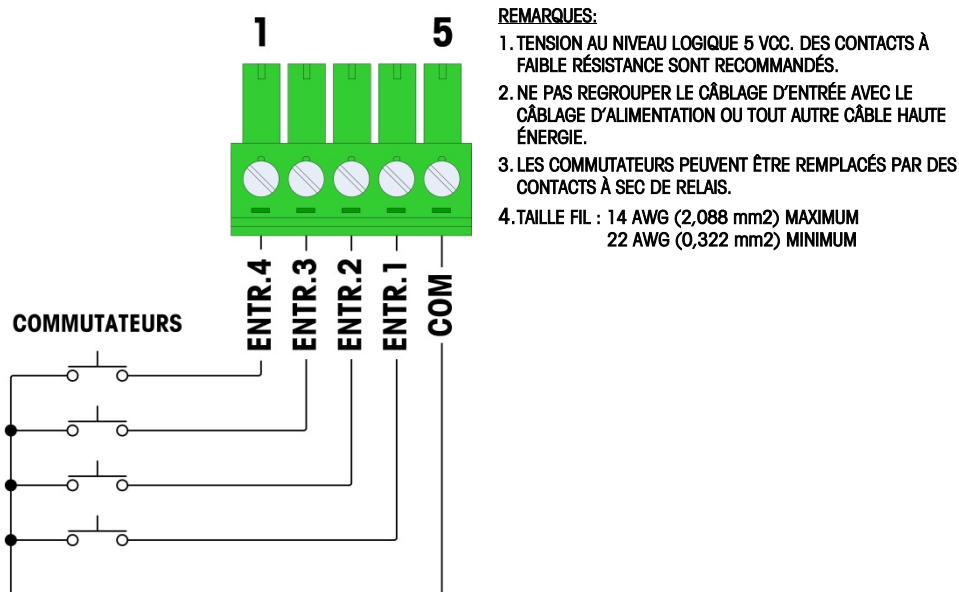 1 5
REMARQUES:
1. TENSION AU NIVEAU LOGIQUE 5 VCC. DES CONTACTS À
FAIBLE RÉSISTANCE SONT RECOMMANDÉS.
2. NE PAS REGROUPER LE CÂBLAGE D'ENTRÉE AVEC LE
CÂBLAGE D'ALIMENTATION OU TOUT AUTRE CÂBLE HAUTE
ÉNERGIE.
3. LES COMMUTATEURS PEUVENT ÊTRE REMPLACÉS PAR DES
CONTACTS À SEC DE RELAIS.
4. TAILLE FIL : 14 AWG (2,088 mm2) MAXIMUM
22 AWG (0,322 mm2) MINIMUM
ENTR.4
ENTR.3
ENTR.2
ENTR.1
COM
COMMUTATEURS